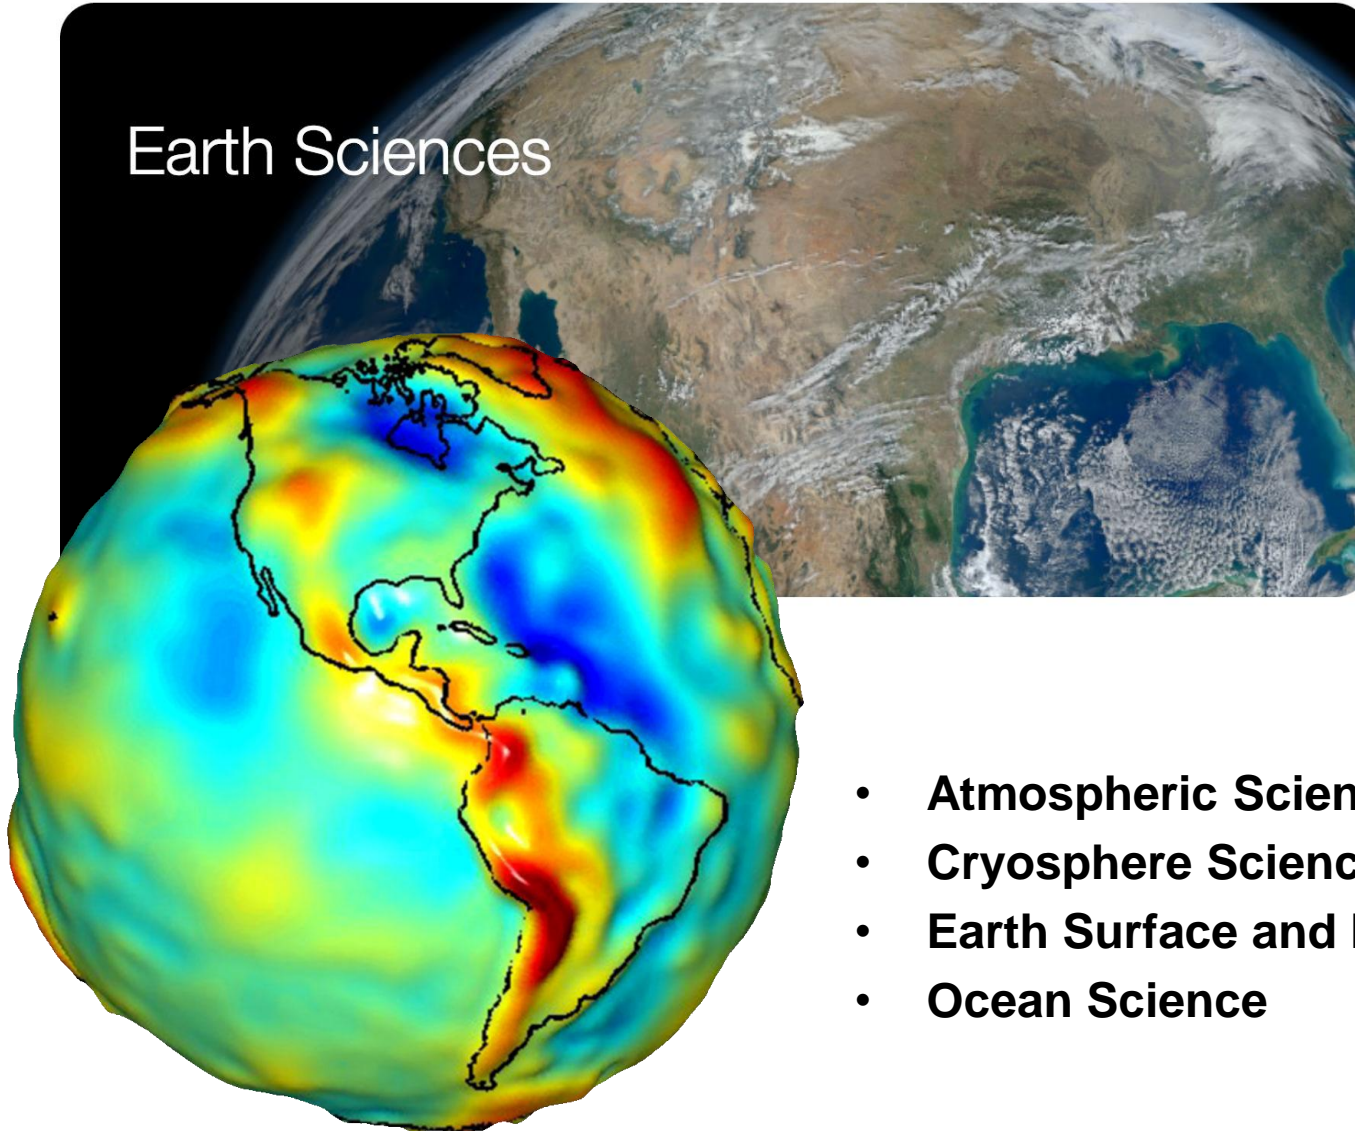 Earth Sciences
• Atmospheric Scien
• Cryosphere Scienc
• Earth Surface and
• Ocean Science